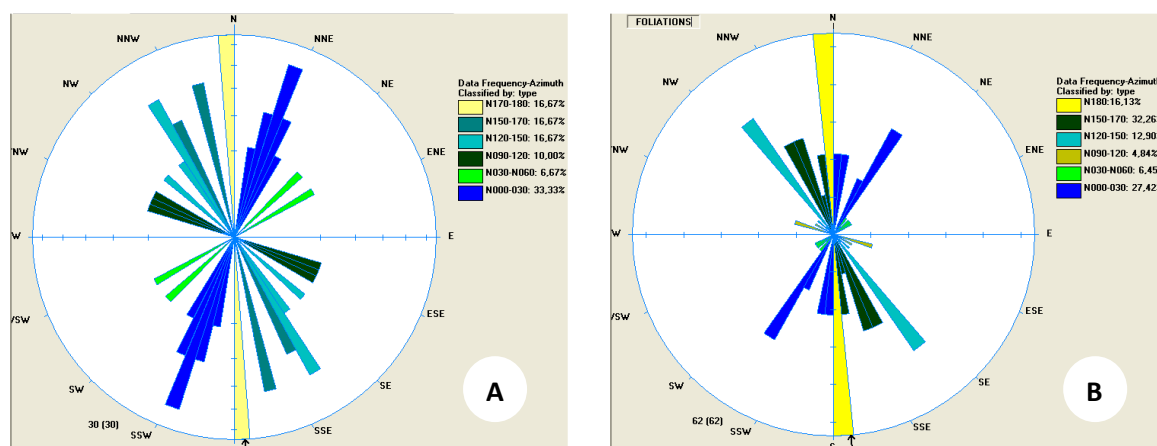 N
NNW
NNE
NW
NE
ENE
E
ESE
SE
SSE
SSW
SW
W
Data Frequency-Azimuth
Classified by: type
N170-180: 16,67%
N150-170: 16,67%
N120-150: 16,67%
N090-120: 10,00%
N030-N060: 6,67%
N000-030: 33,33%
30 (30)
A
FOLIATIONS
N
NNW
NNE
NW
NE
ENE
E
ESE
SE
SSE
SSW
SW
W
Data Frequency-Azimuth
Classified by: type
N180:16,13%
N150-170: 32,26
N120-150: 12,90
N090-120: 4,84%
N030-N060: 6,45
N000-030: 27,42
62 (62)
B